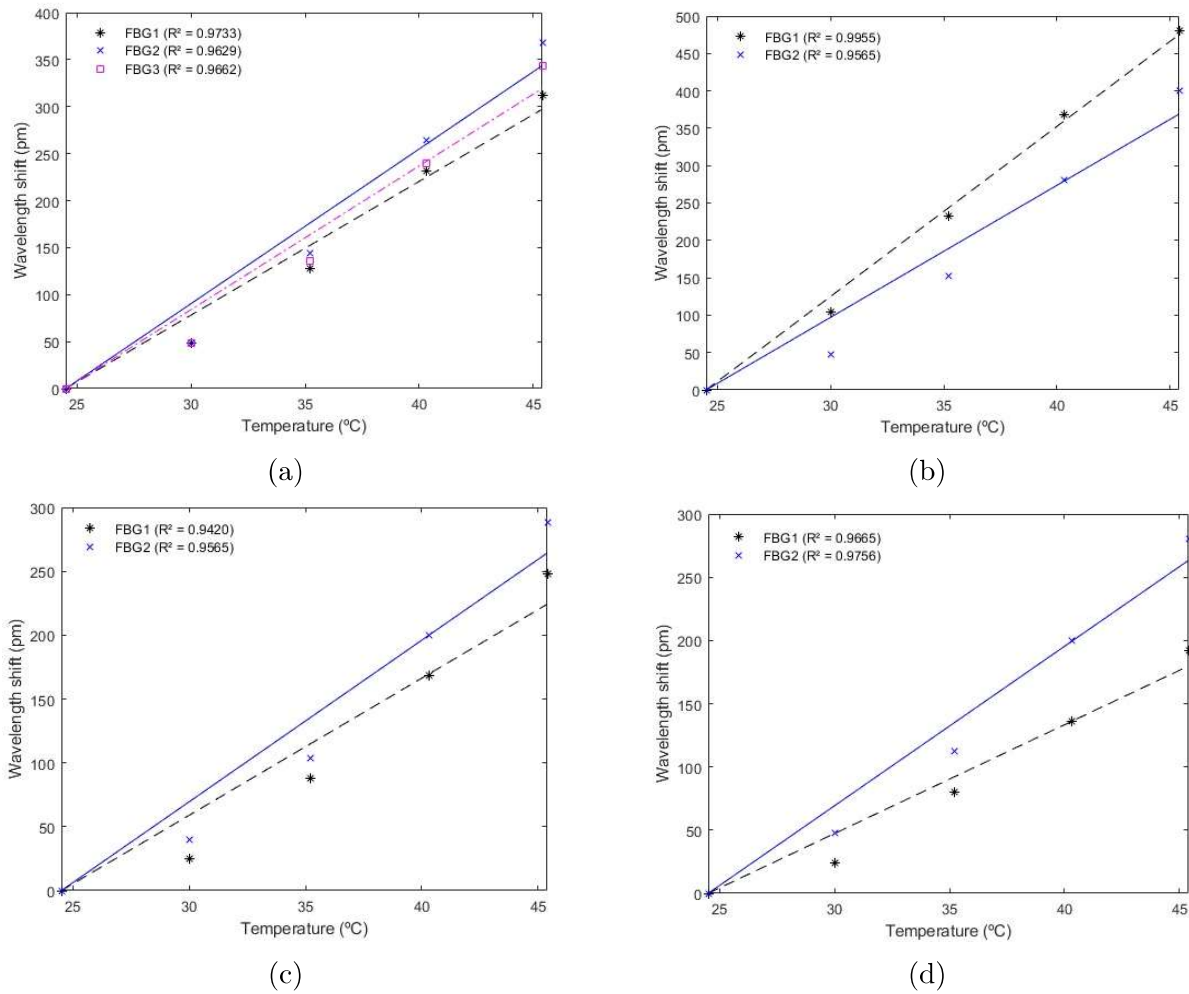 400
350
300
250
200
150
100
50
0
FBG1 (R² = 0.9733)
FBG2 (R² = 0.9629)
FBG3 (R² = 0.9662)
Wavelength shift (pm)
25 30 35 40 45
Temperature (ºC)
(a)
500
450
400
350
300
250
200
150
100
50
0
FBG1 (R² = 0.9955)
FBG2 (R² = 0.9565)
Wavelength shift (pm)
25 30 35 40 45
Temperature (ºC)
(b)
300
250
200
150
100
50
0
FBG1 (R² = 0.9420)
FBG2 (R² = 0.9565)
Wavelength shift (pm)
25 30 35 40 45
Temperature (ºC)
(c)
300
250
200
150
100
50
0
FBG1 (R² = 0.9665)
FBG2 (R² = 0.9756)
Wavelength shift (pm)
25 30 35 40 45
Temperature (ºC)
(d)